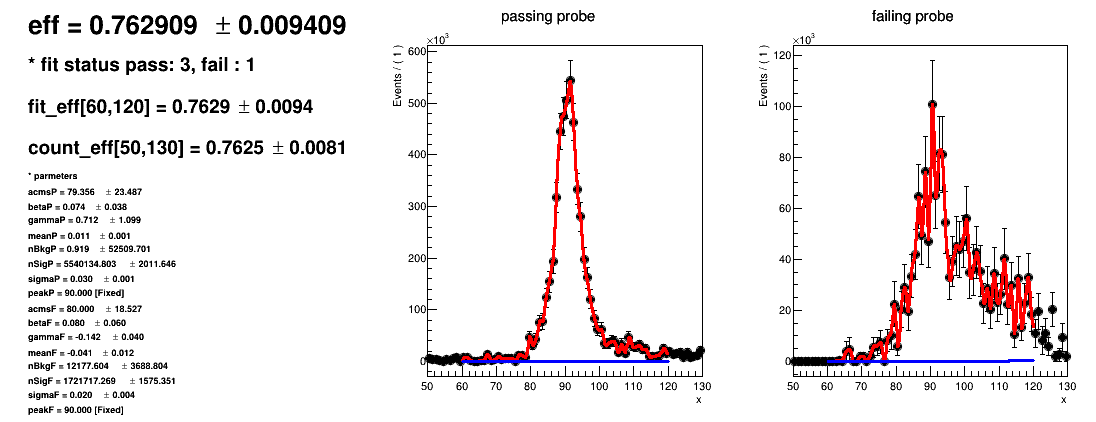 eff = 0.762909 ± 0.009409
* fit status pass: 3, fail : 1
fit_eff[60,120] = 0.7629 ± 0.0094
count_eff[50,130] = 0.7625 ± 0.0081
* parmeters
acmsP = 79.356 ± 23.487
betaP = 0.074 ± 0.038
gammaP = 0.712 ± 1.099
meanP = 0.011 ± 0.001
nBkgP = 0.919 ± 52509.701
nSigP = 5540134.803 ± 2011.646
sigmaP = 0.030 ± 0.001
peakP = 90.000 [Fixed]
acmsF = 80.000 ± 18.527
betaF = 0.080 ± 0.060
gammaF = -0.142 ± 0.040
meanF = -0.041 ± 0.012
nBkgF = 12177.604 ± 3688.804
nSigF = 1721717.269 ± 1575.351
sigmaF = 0.020 ± 0.004
peakF = 90.000 [Fixed]
passing probe
×10³
Events / ( 1 )
600
500
400
300
200
100
0
50 60 70 80 90 100 110 120 130
x
failing probe
×10³
Events / ( 1 )
120
100
80
60
40
20
0
50 60 70 80 90 100 110 120 130
x